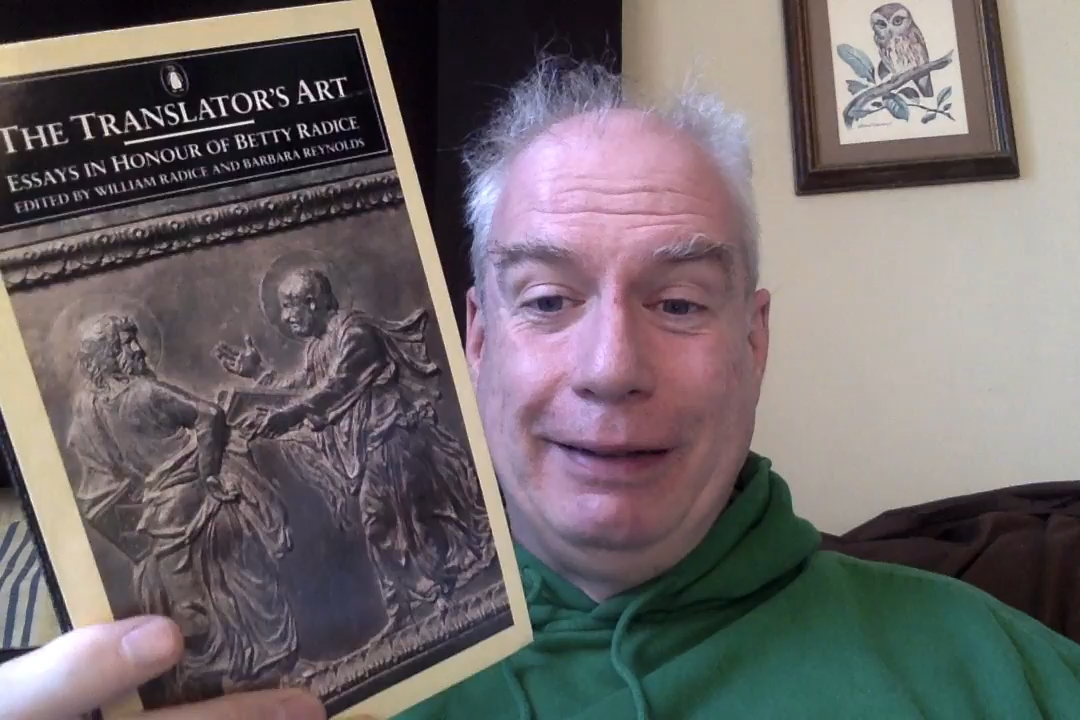 THE TRANSLATOR'S ART
ESSAYS IN HONOUR OF BETTY RADICE
EDITED BY WILLIAM RADICE AND BARBARA REYNOLDS